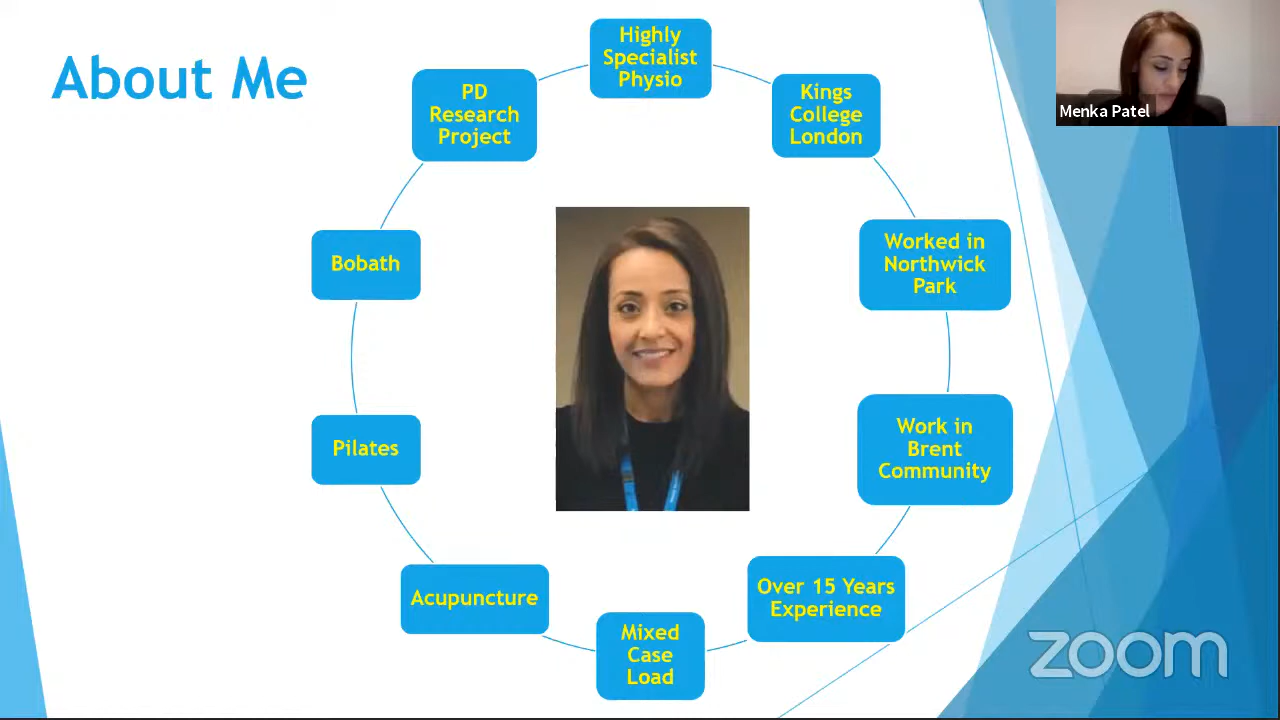 About Me
Highly
Specialist
Physio
Kings
College
London
Worked in
Northwick
Park
Work in
Brent
Community
Over 15 Years
Experience
Mixed
Case
Load
Acupuncture
Pilates
Bobath
PD
Research
Project
Menka Patel
zoom